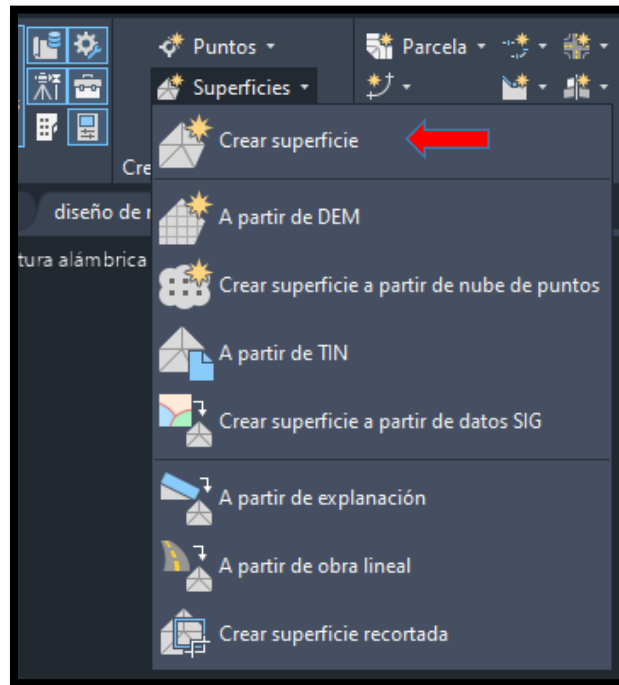 Puntos
Parcela
Superficies
Crear superficie
Cre
diseño de
A partir de DEM
tura alámbrica
Crear superficie a partir de nube de puntos
A partir de TIN
Crear superficie a partir de datos SIG
A partir de explanación
A partir de obra lineal
Crear superficie recortada